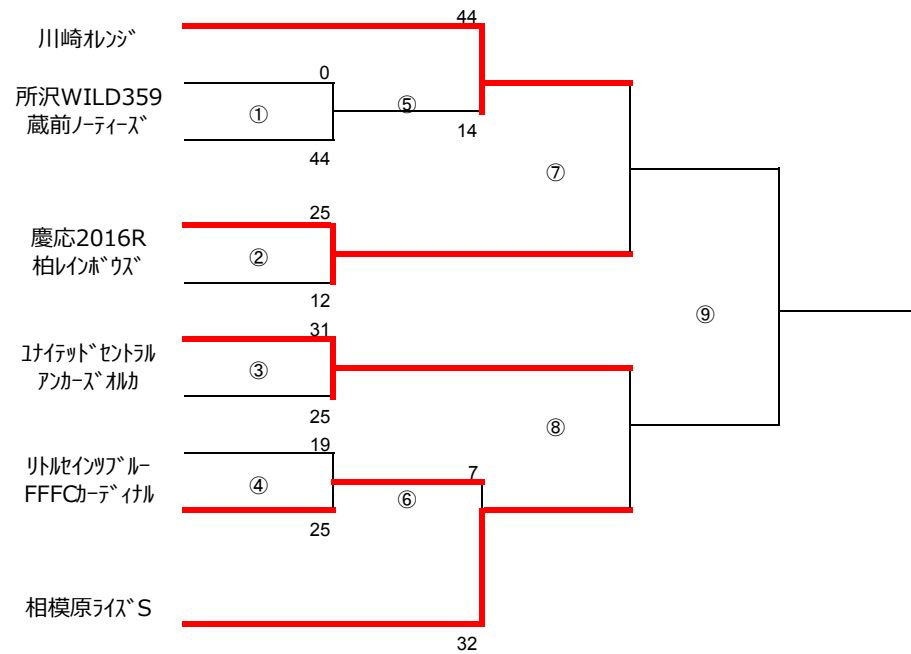 44
川崎ｵﾚﾝｼﾞ
0
所沢WILD359
⑤
①
蔵前ﾉｰﾃｨｰｽﾞ
14
44
⑦
25
慶応2016R
②
柏ﾚｲﾝﾎﾞｳｽﾞ
12
⑨
31
ﾕﾅｲﾃｯﾄﾞｾﾝﾄﾗﾙ
③
ｱﾝｶｰｽﾞｵﾙｶ
25
⑧
19
ﾘﾄﾙｾｲﾝﾂﾌﾞﾙｰ
7
④
FFFCｶｰﾃﾞｨﾅﾙ
⑥
25
相模原ﾗｲｽﾞS
32